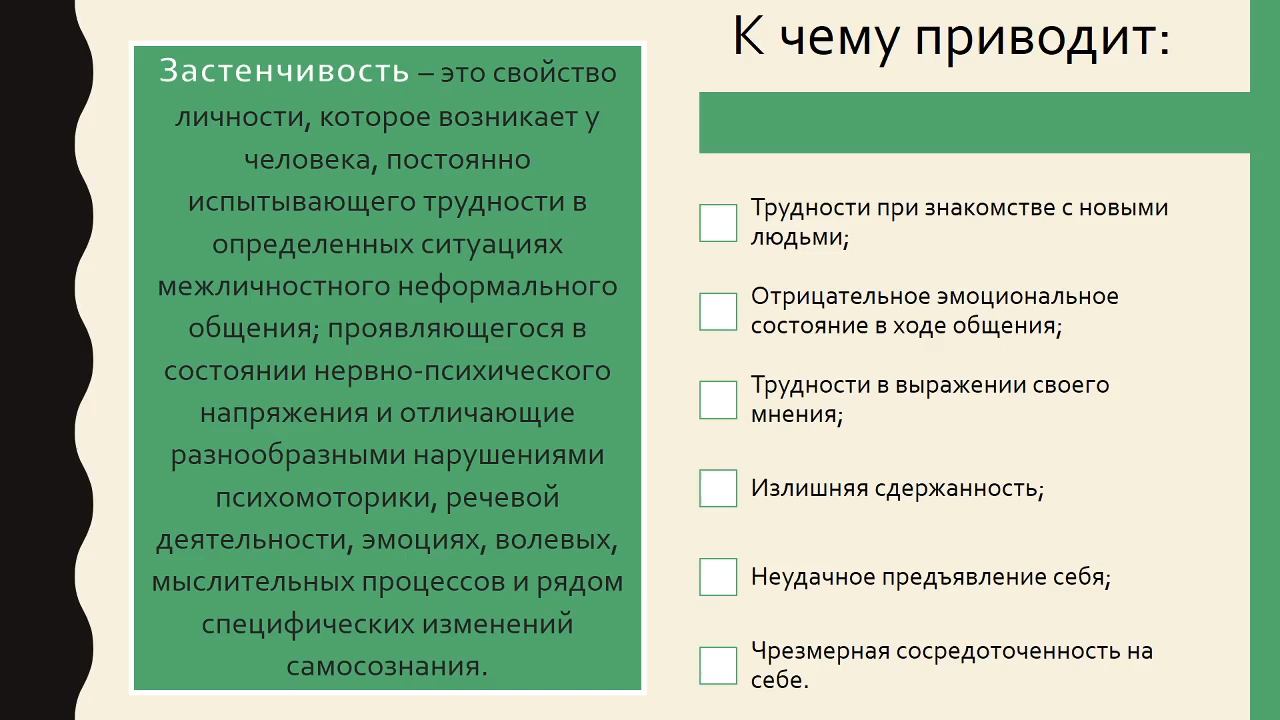 Застенчивость – это свойство
личности, которое возникает у
человека, постоянно
испытывающего трудности в
определенных ситуациях
межличностного неформального
общения; проявляющегося в
состоянии нервно-психического
напряжения и отличающие
разнообразными нарушениями
психомоторики, речевой
деятельности, эмоциях, волевых,
мыслительных процессов и рядом
специфических изменений
самосознания.
К чему приводит:
Трудности при знакомстве с новыми
людьми;
Отрицательное эмоциональное
состояние в ходе общения;
Трудности в выражении своего
мнения;
Излишняя сдержанность;
Неудачное предъявление себя;
Чрезмерная сосредоточенность на
себе.